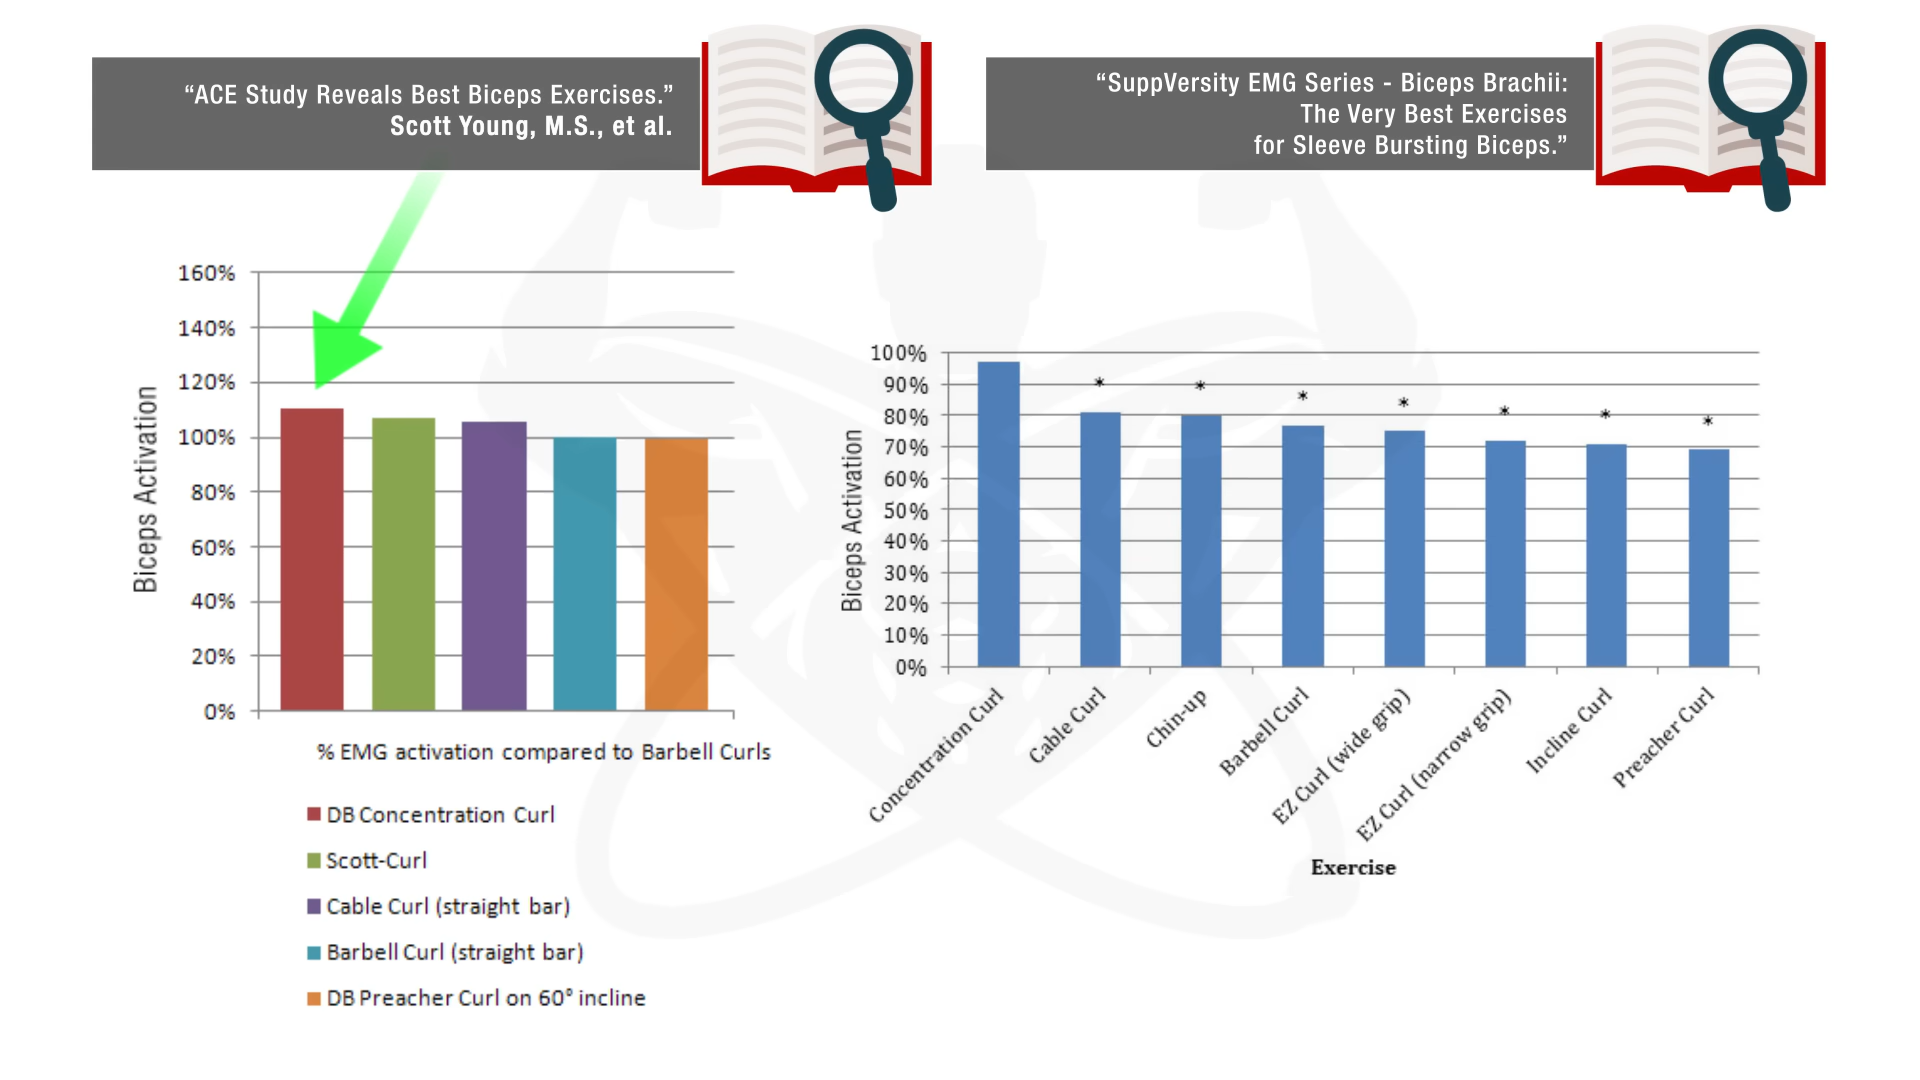 “ACE Study Reveals Best Biceps Exercises.”
Scott Young, M.S., et al.
“SuppVersity EMG Series - Biceps Brachii:
The Very Best Exercises
for Sleeve Bursting Biceps.”
Biceps Activation
160%
140%
120%
100%
80%
60%
40%
20%
0%
% EMG activation compared to Barbell Curls
DB Concentration Curl
Scott-Curl
Cable Curl (straight bar)
Barbell Curl (straight bar)
DB Preacher Curl on 60° incline
Biceps Activation
100%
90%
80%
70%
60%
50%
40%
30%
20%
10%
0%
* * * * * * *
Concentration Curl
Cable Curl
Chin-up
Barbell Curl
EZ Curl (wide grip)
EZ Curl (narrow grip)
Incline Curl
Preacher Curl
Exercise